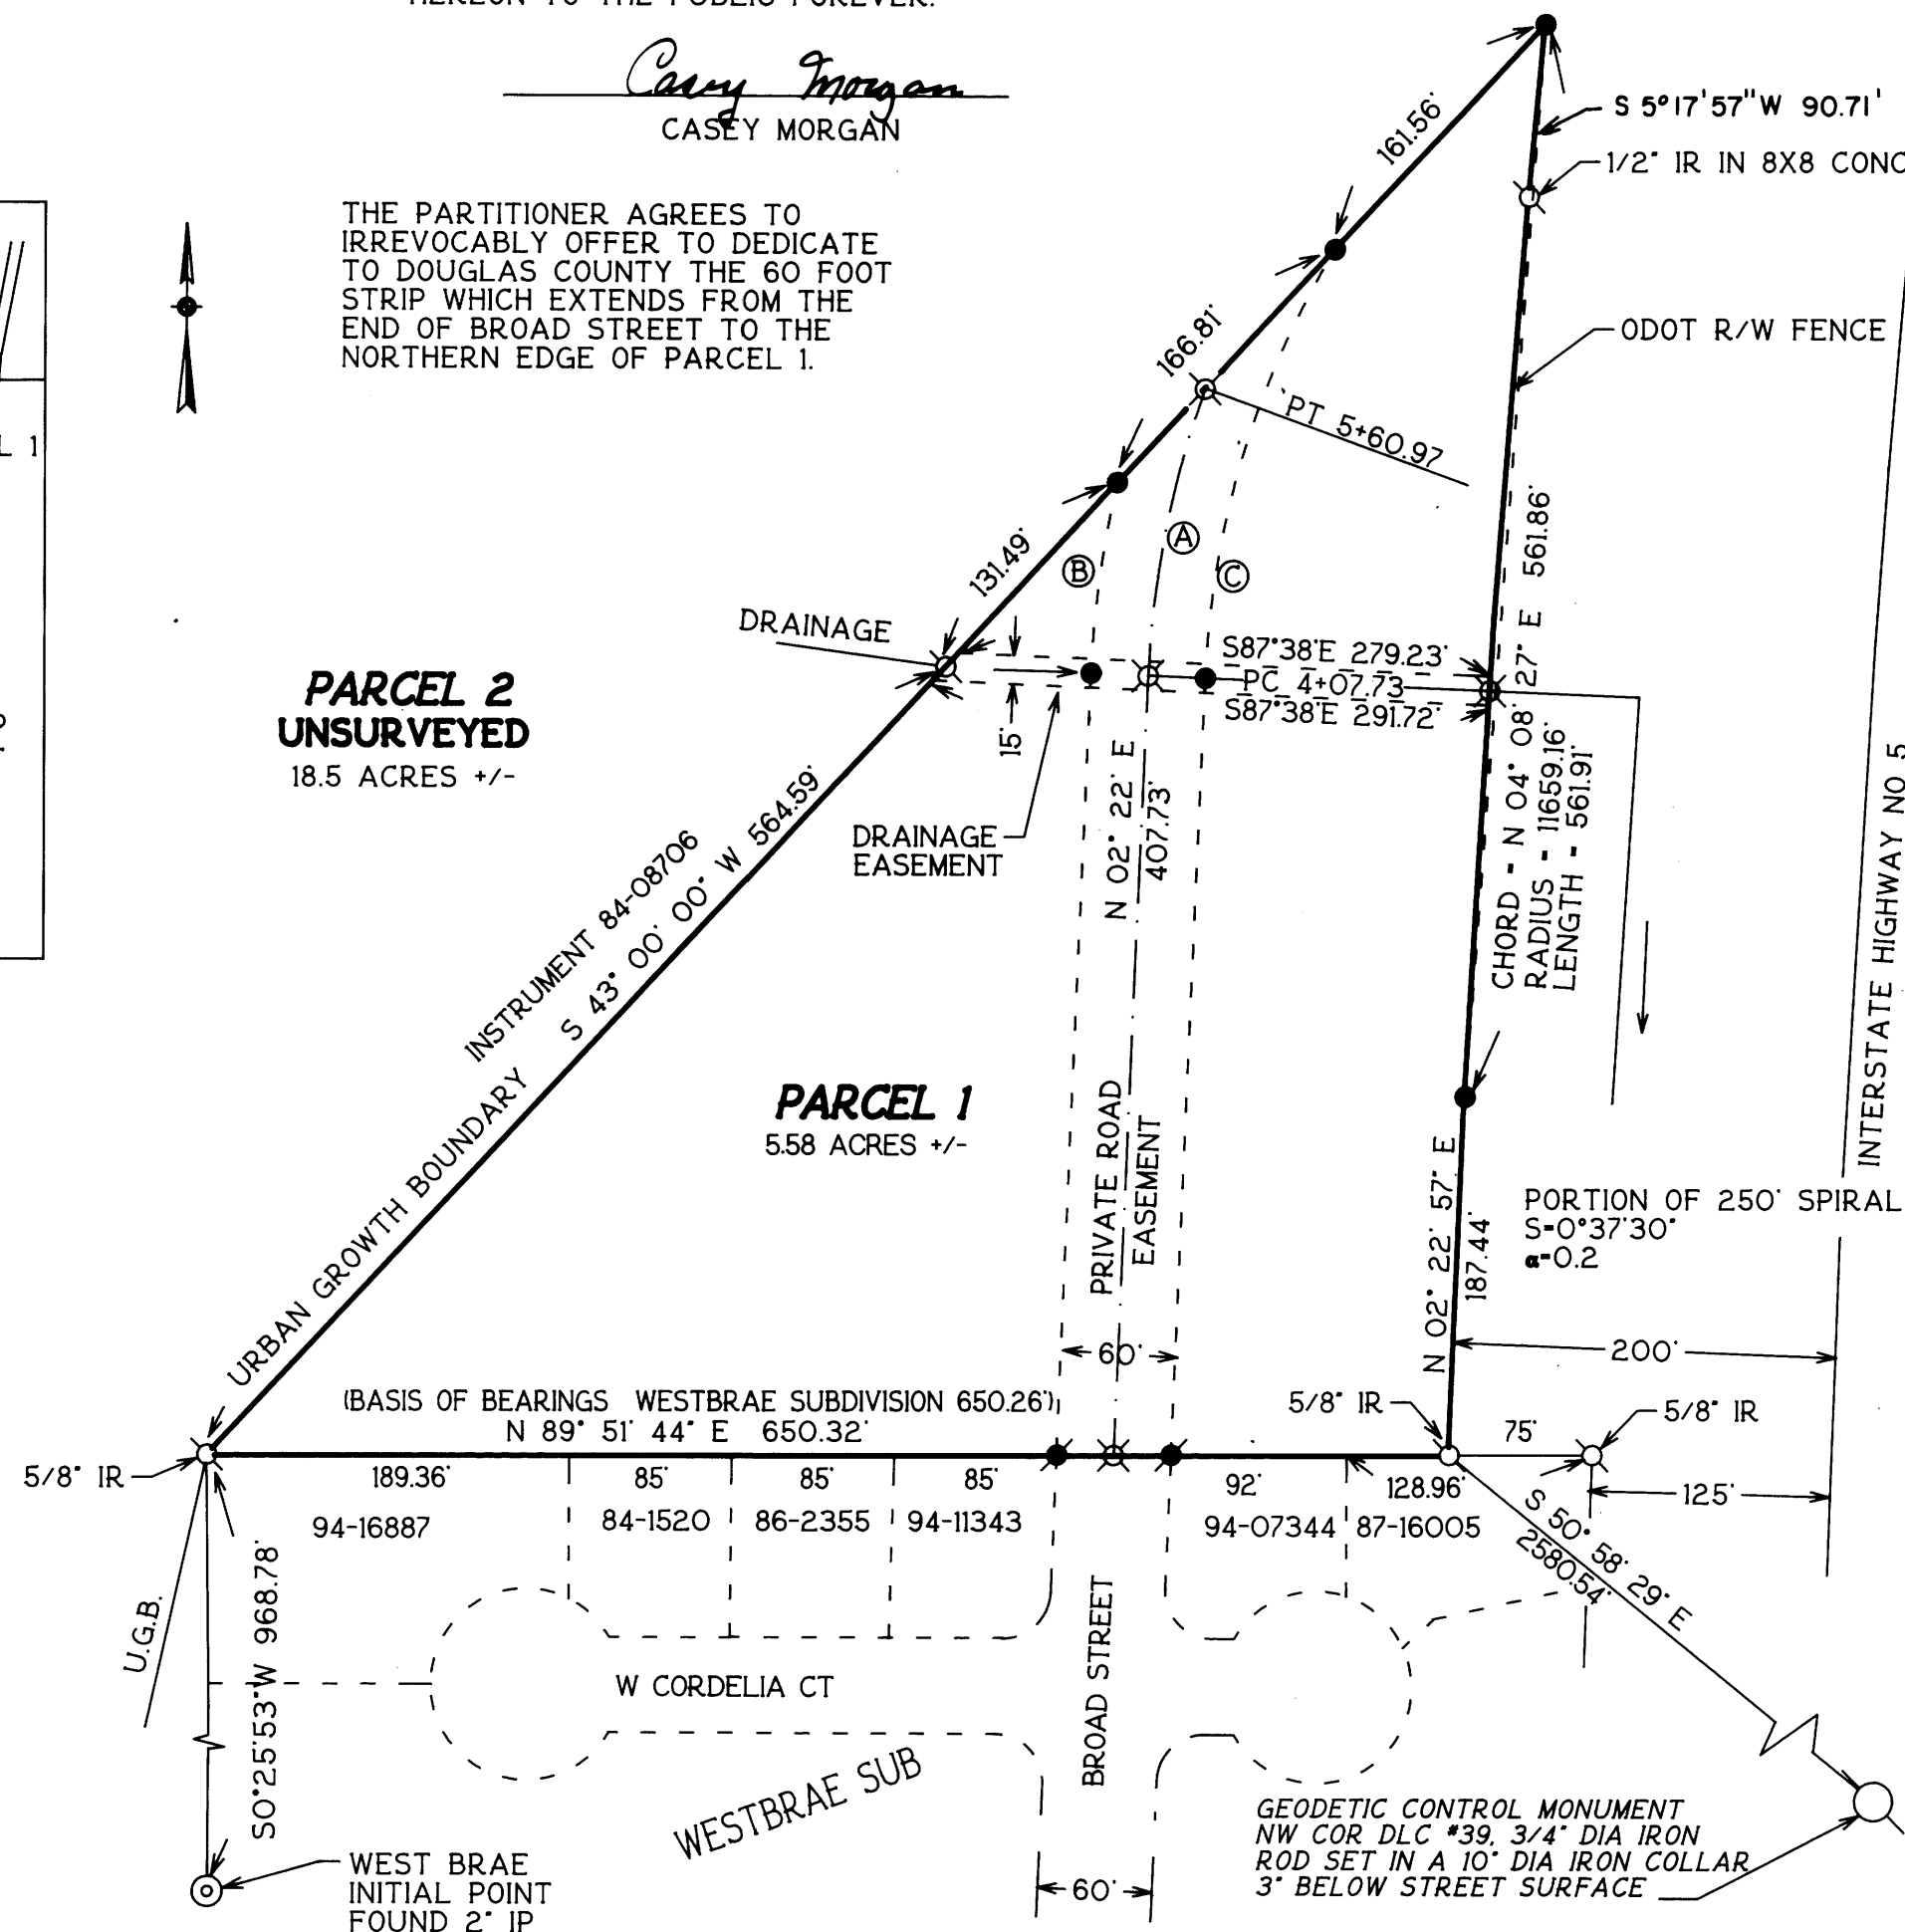 HEREON TO THE PUBLIC FOREVER.
Casey Morgan
CASEY MORGAN
THE PARTITIONER AGREES TO
IRREVOCABLY OFFER TO DEDICATE
TO DOUGLAS COUNTY THE 60 FOOT
STRIP WHICH EXTENDS FROM THE
END OF BROAD STREET TO THE
NORTHERN EDGE OF PARCEL 1.
L 1
161.56'
S 5°17'57"W 90.71'
1/2" IR IN 8X8 CONC
ODOT R/W FENCE
166.81'
PT 5+60.97
131.49'
A
B
C
DRAINAGE
S87°38'E 279.23'
PC 4+07.73
S87°38'E 291.72'
15'
DRAINAGE
EASEMENT
PARCEL 2
UNSURVEYED
18.5 ACRES +/-
N 02° 22' E
407.73'
CHORD - N 04° 08' 27" E 561.86'
RADIUS - 11659.16'
LENGTH - 561.91'
INTERSTATE HIGHWAY NO 5
INSTRUMENT 84-08706
URBAN GROWTH BOUNDARY S 43° 00' 00" W 564.59'
PARCEL 1
5.58 ACRES +/-
PRIVATE ROAD
EASEMENT
N 02° 22' 57" E
187.44'
PORTION OF 250' SPIRAL
S=0°37'30"
α=0.2
60'
200'
(BASIS OF BEARINGS WESTBRAE SUBDIVISION 650.26')
N 89° 51' 44" E 650.32'
5/8" IR
75'
5/8" IR
5/8" IR
189.36'
85'
85'
85'
92'
128.96'
125'
94-16887
84-1520
86-2355
94-11343
94-07344
87-16005
S 50° 58' 29" E
2580.54'
U.G.B.
S0°25'53"W 968.78'
W CORDELIA CT
BROAD STREET
WESTBRAE SUB
60'
WEST BRAE
INITIAL POINT
FOUND 2" IP
GEODETIC CONTROL MONUMENT
NW COR DLC #39, 3/4" DIA IRON
ROD SET IN A 10" DIA IRON COLLAR
3" BELOW STREET SURFACE